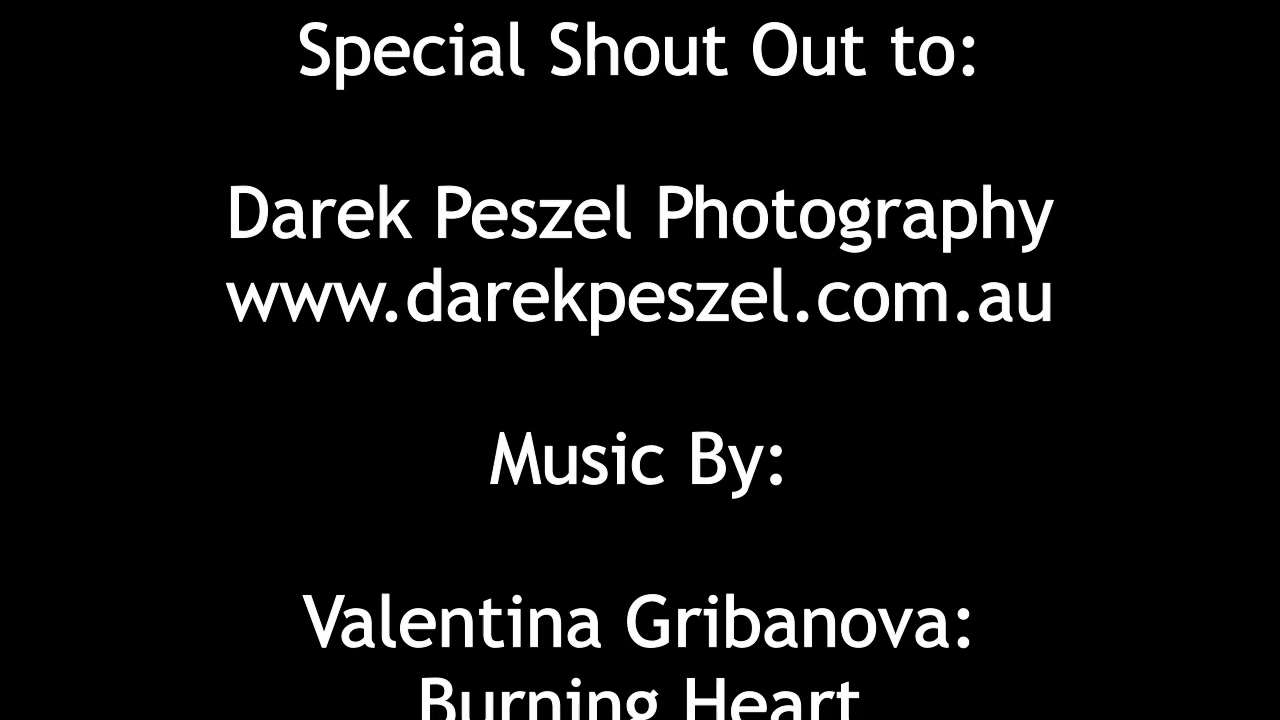 Special Shout Out to:
Darek Peszel Photography
www.darekpeszel.com.au
Music By:
Valentina Gribanova:
Burning Heart